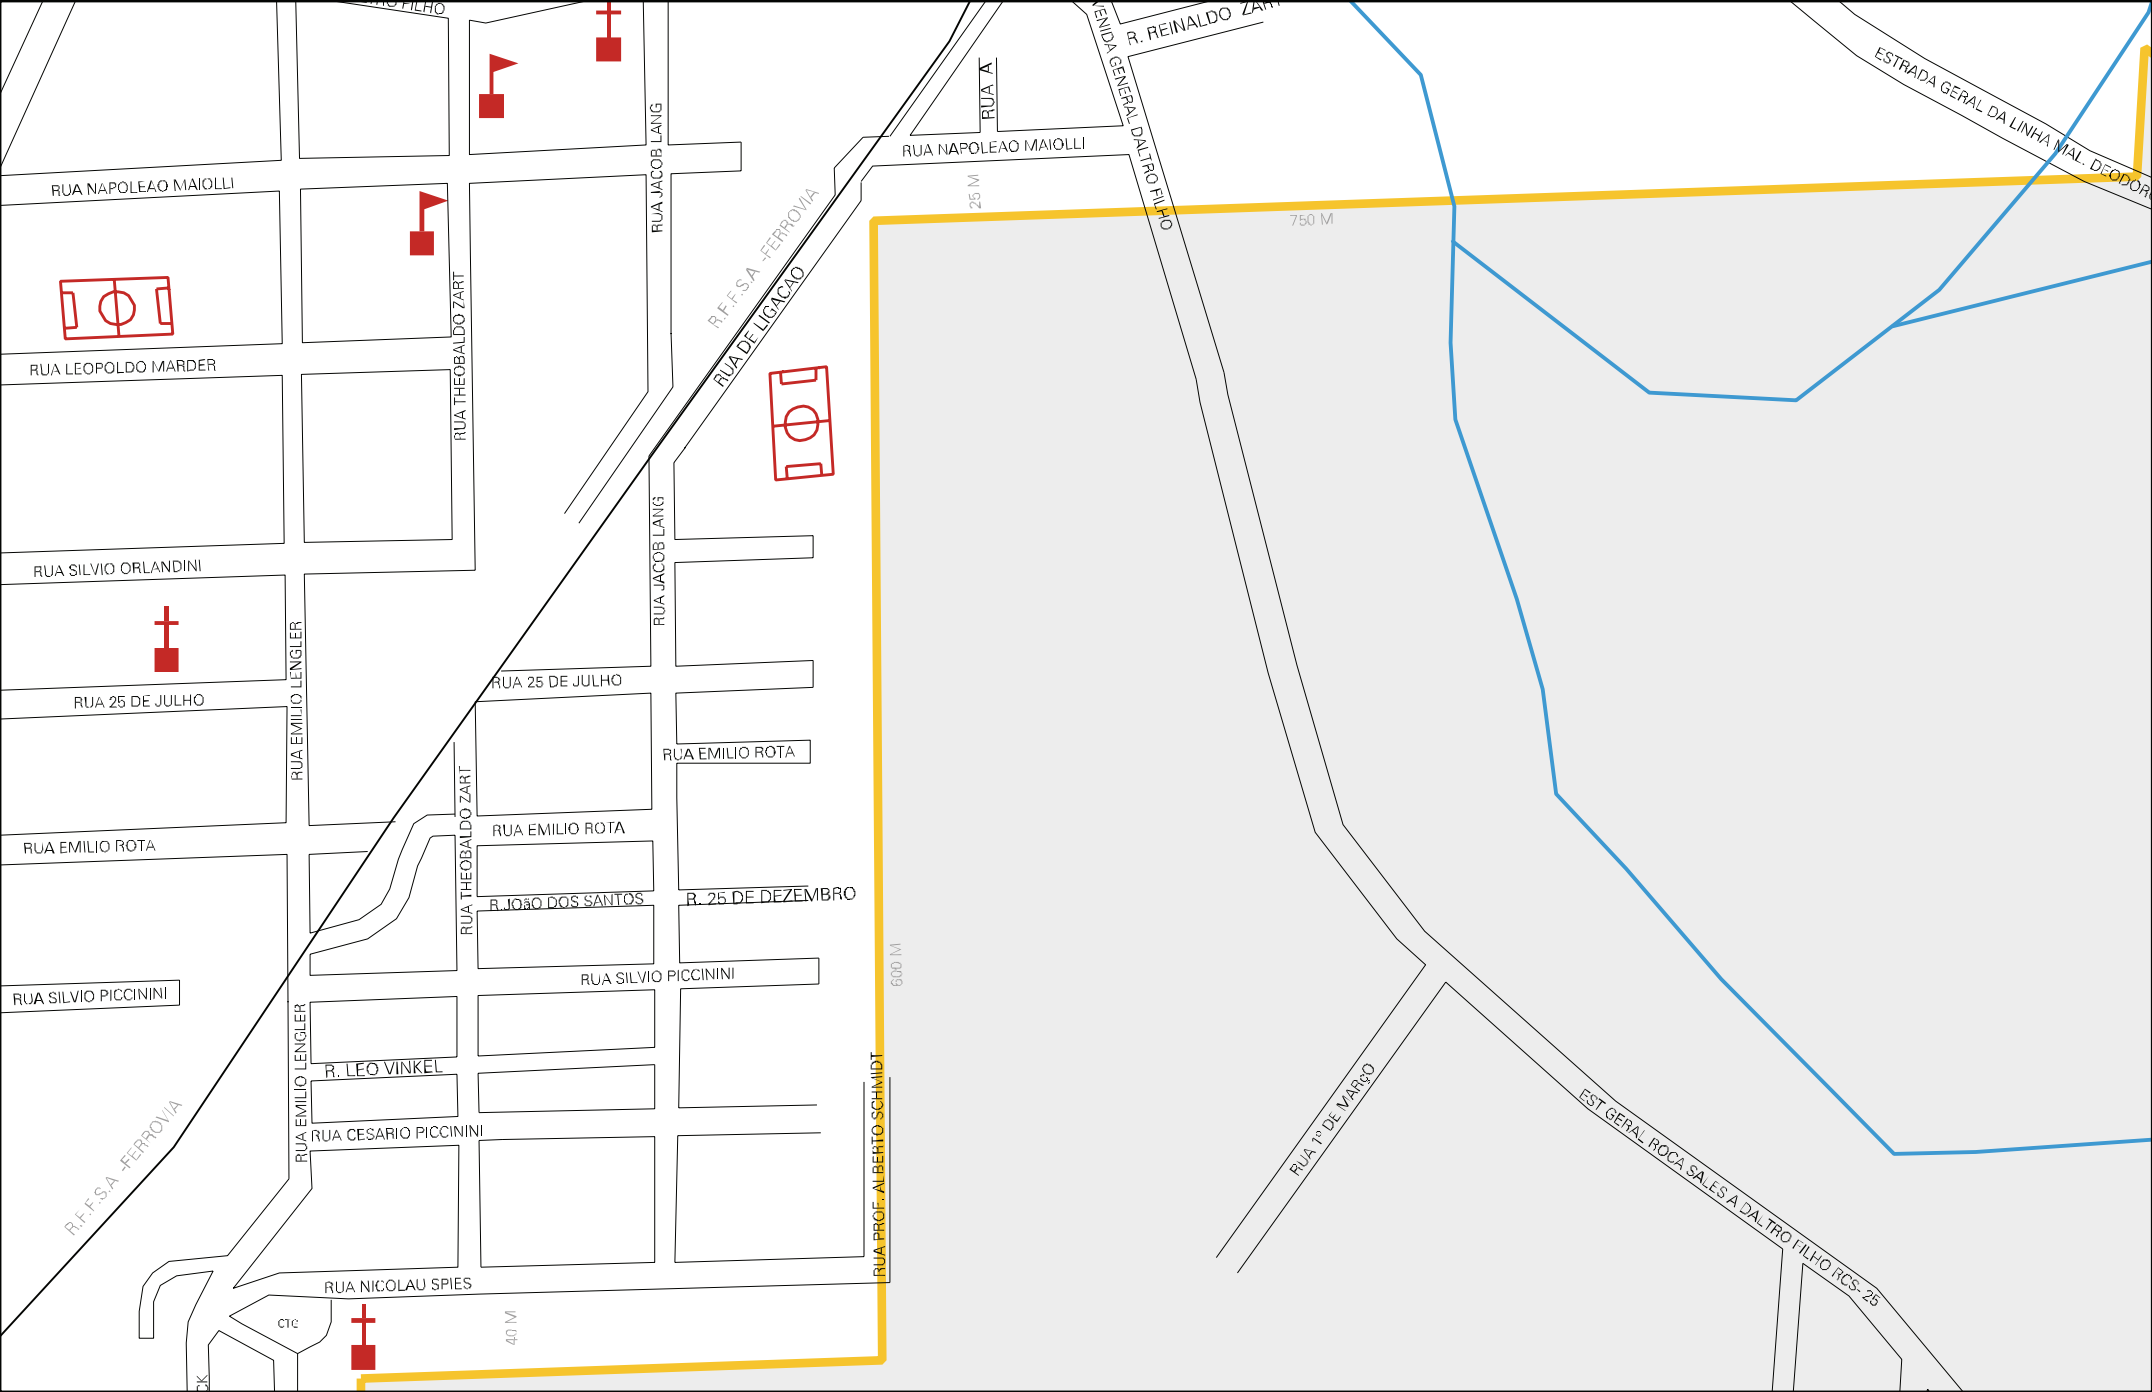 RO FILHO
AVENIDA GENERAL DALTRO FILHO
R. REINALDO ZART
ESTRADA GERAL DA LINHA MAL. DEODORO
RUA A
RUA JACOB LANG
RUA NAPOLEAO MAIOLLI
RUA NAPOLEAO MAIOLLI
25 M
750 M
R.F.F.S.A -FERROVIA
RUA DE LIGACAO
RUA THEOBALDO ZART
RUA LEOPOLDO MARDER
RUA JACOB LANG
RUA SILVIO ORLANDINI
RUA EMILIO LENGLER
RUA 25 DE JULHO
RUA 25 DE JULHO
RUA EMILIO ROTA
RUA THEOBALDO ZART
RUA EMILIO ROTA
RUA EMILIO ROTA
R.JOãO DOS SANTOS
R. 25 DE DEZEMBRO
600 M
RUA SILVIO PICCININI
RUA SILVIO PICCININI
RUA EMILIO LENGLER
R. LEO VINKEL
RUA PROF. ALBERTO SCHMIDT
RUA 1º DE MARçO
EST GERAL ROCA SALES A DALTRO FILHO RCS- 25
RUA CESARIO PICCININI
R.F.F.S.A -FERROVIA
RUA NICOLAU SPIES
CTG
40 M
CK